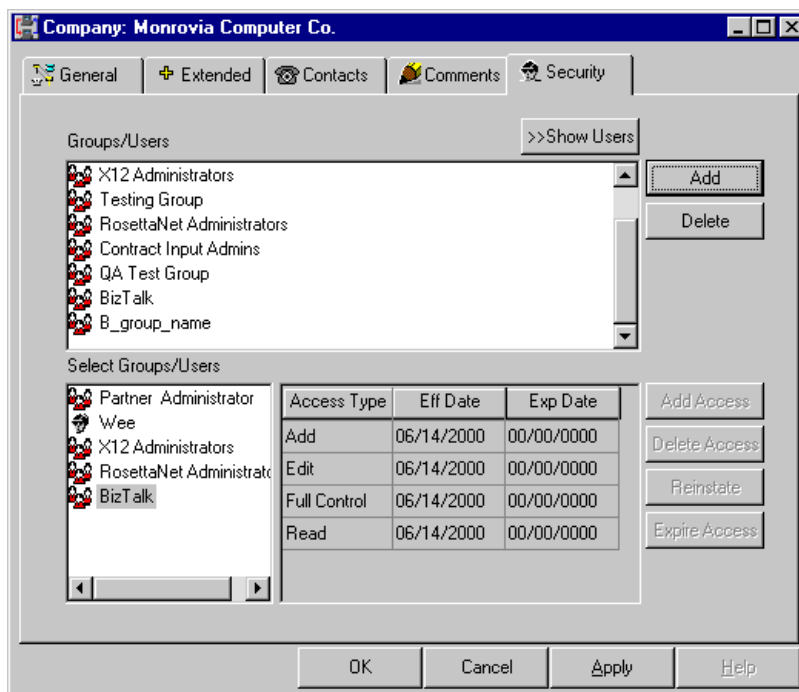 Company: Monrovia Computer Co.
General Extended Contacts Comments Security
Groups/Users >>Show Users
X12 Administrators
Testing Group
RosettaNet Administrators
Contract Input Admins
QA Test Group
BizTalk
B_group_name
Add
Delete
Select Groups/Users
Partner Administrator
Wee
X12 Administrators
RosettaNet Administrato
BizTalk
Access Type Eff Date Exp Date
Add 06/14/2000 00/00/0000
Edit 06/14/2000 00/00/0000
Full Control 06/14/2000 00/00/0000
Read 06/14/2000 00/00/0000
Add Access
Delete Access
Reinstate
Expire Access
OK Cancel Apply Help